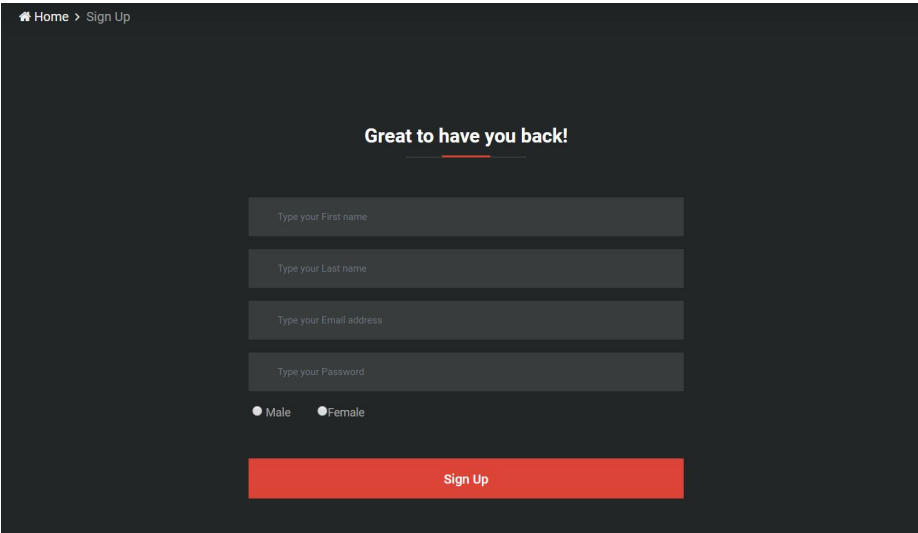 Home > Sign Up
Great to have you back!
Type your First name
Type your Last name
Type your Email address
Type your Password
Male Female
Sign Up